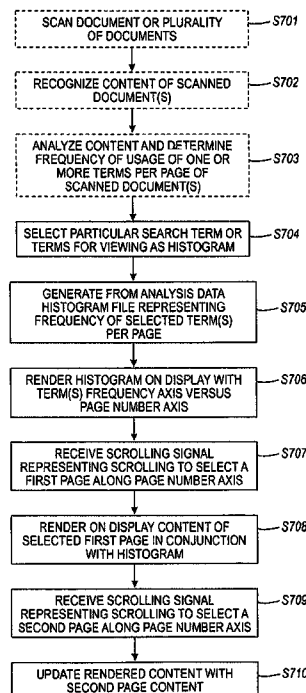 SCAN DOCUMENT OR PLURALITY
OF DOCUMENTS
S701
RECOGNIZE CONTENT OF SCANNED
DOCUMENT(S)
S702
ANALYZE CONTENT AND DETERMINE
FREQUENCY OF USAGE OF ONE OR
MORE TERMS PER PAGE
OF SCANNED DOCUMENT(S)
S703
SELECT PARTICULAR SEARCH TERM OR
TERMS FOR VIEWING AS HISTOGRAM
S704
GENERATE FROM ANALYSIS DATA
HISTOGRAM FILE REPRESENTING
FREQUENCY OF SELECTED TERM(S)
PER PAGE
S705
RENDER HISTOGRAM ON DISPLAY WITH
TERM(S) FREQUENCY AXIS VERSUS
PAGE NUMBER AXIS
S706
RECEIVE SCROLLING SIGNAL
REPRESENTING SCROLLING TO SELECT A
FIRST PAGE ALONG PAGE NUMBER AXIS
S707
RENDER ON DISPLAY CONTENT OF
SELECTED FIRST PAGE IN CONJUNCTION
WITH HISTOGRAM
S708
RECEIVE SCROLLING SIGNAL
REPRESENTING SCROLLING TO SELECT A
SECOND PAGE ALONG PAGE NUMBER AXIS
S709
UPDATE RENDERED CONTENT WITH
SECOND PAGE CONTENT
S710